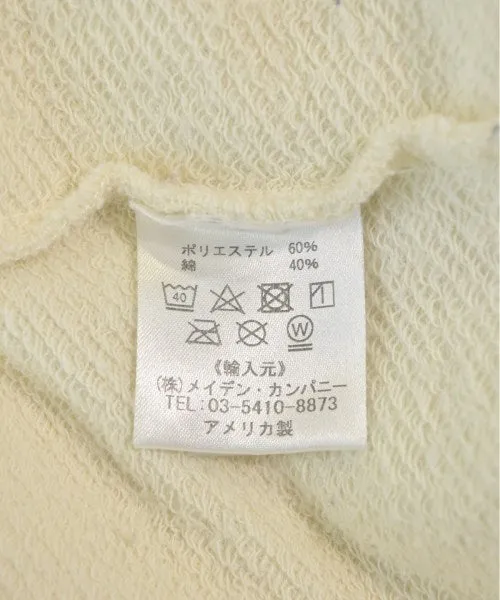 ポリエステル 60%
綿 40%
40
W
《輸入元》
(株)メイデン・カンパニー
TEL:03-5410-8873
アメリカ製